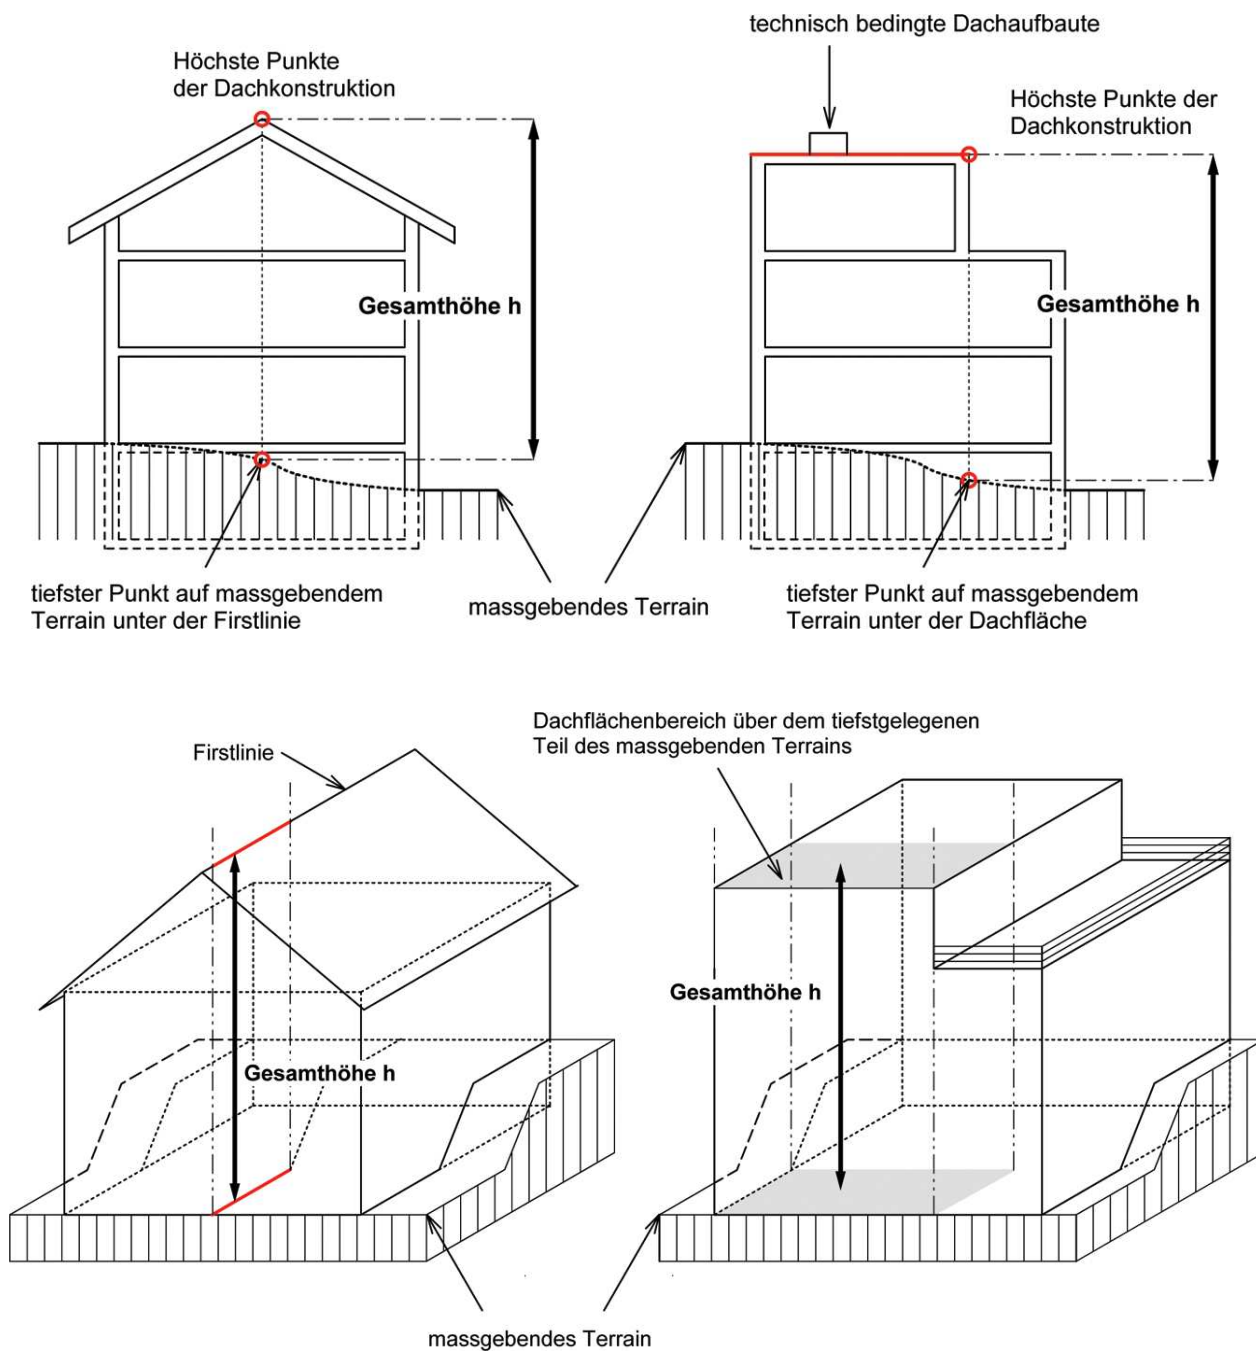 technisch bedingte Dachaufbaute
Höchste Punkte
der Dachkonstruktion
Höchste Punkte der
Dachkonstruktion
Gesamthöhe h
Gesamthöhe h
tiefster Punkt auf massgebendem
Terrain unter der Firstlinie
massgebendes Terrain
tiefster Punkt auf massgebendem
Terrain unter der Dachfläche
Dachflächenbereich über dem tiefstgelegenen
Teil des massgebenden Terrains
Firstlinie
Gesamthöhe h
Gesamthöhe h
massgebendes Terrain